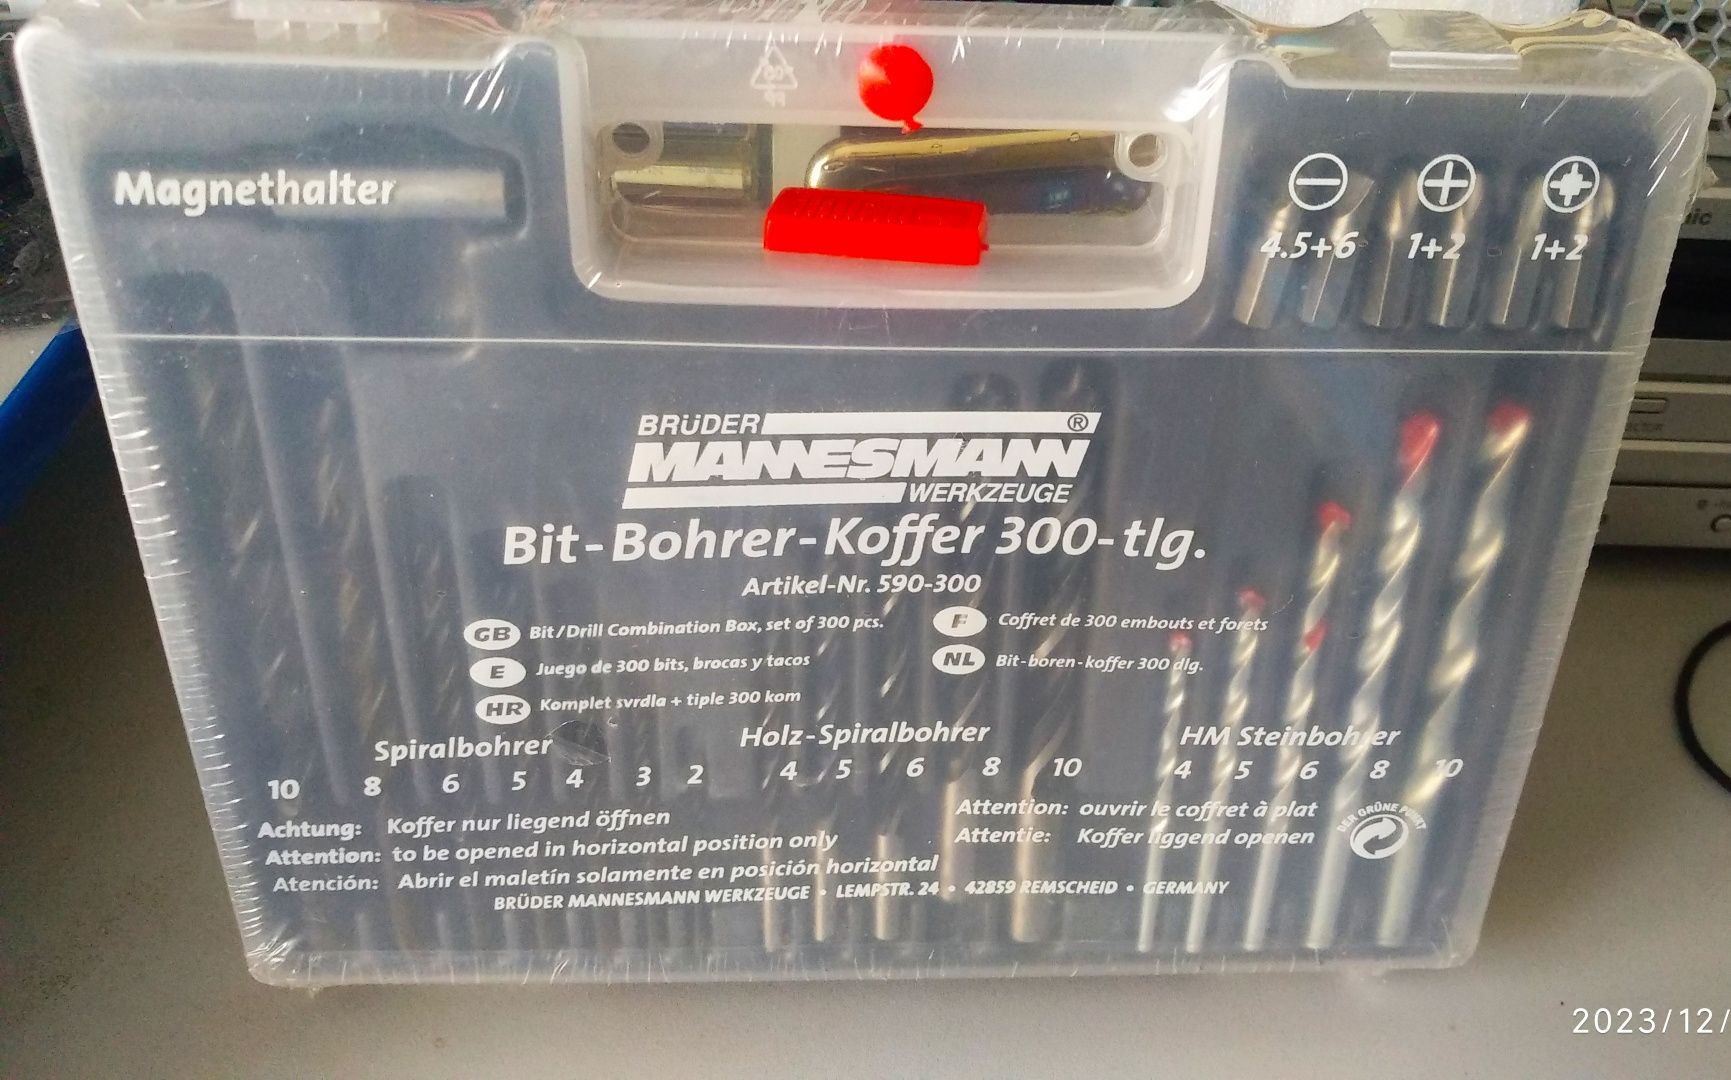 Magnethalter
4.5+6 1+2 1+2
BRÜDER
MANNESMANN ®
WERKZEUGE
Bit-Bohrer-Koffer 300-tlg.
Artikel-Nr. 590-300
GB Bit/Drill Combination Box, set of 300 pcs.
E Juego de 300 bits, brocas y tacos
HR Komplet svrdla + tiple 300 kom
F Coffret de 300 embouts et forets
NL Bit-boren-koffer 300 dlg.
Spiralbohrer
10 8 6 5 4 3 2
Holz-Spiralbohrer
4 5 6 8 10
HM Steinbohrer
4 5 6 8 10
Achtung: Koffer nur liegend öffnen
Attention: to be opened in horizontal position only
Atención: Abrir el maletín solamente en posición horizontal
Attention: ouvrir le coffret à plat
Attentie: Koffer liggend openen
DER GRÜNE PUNKT
BRÜDER MANNESMANN WERKZEUGE • LEMPSTR. 24 • 42859 REMSCHEID • GERMANY
2023/12/